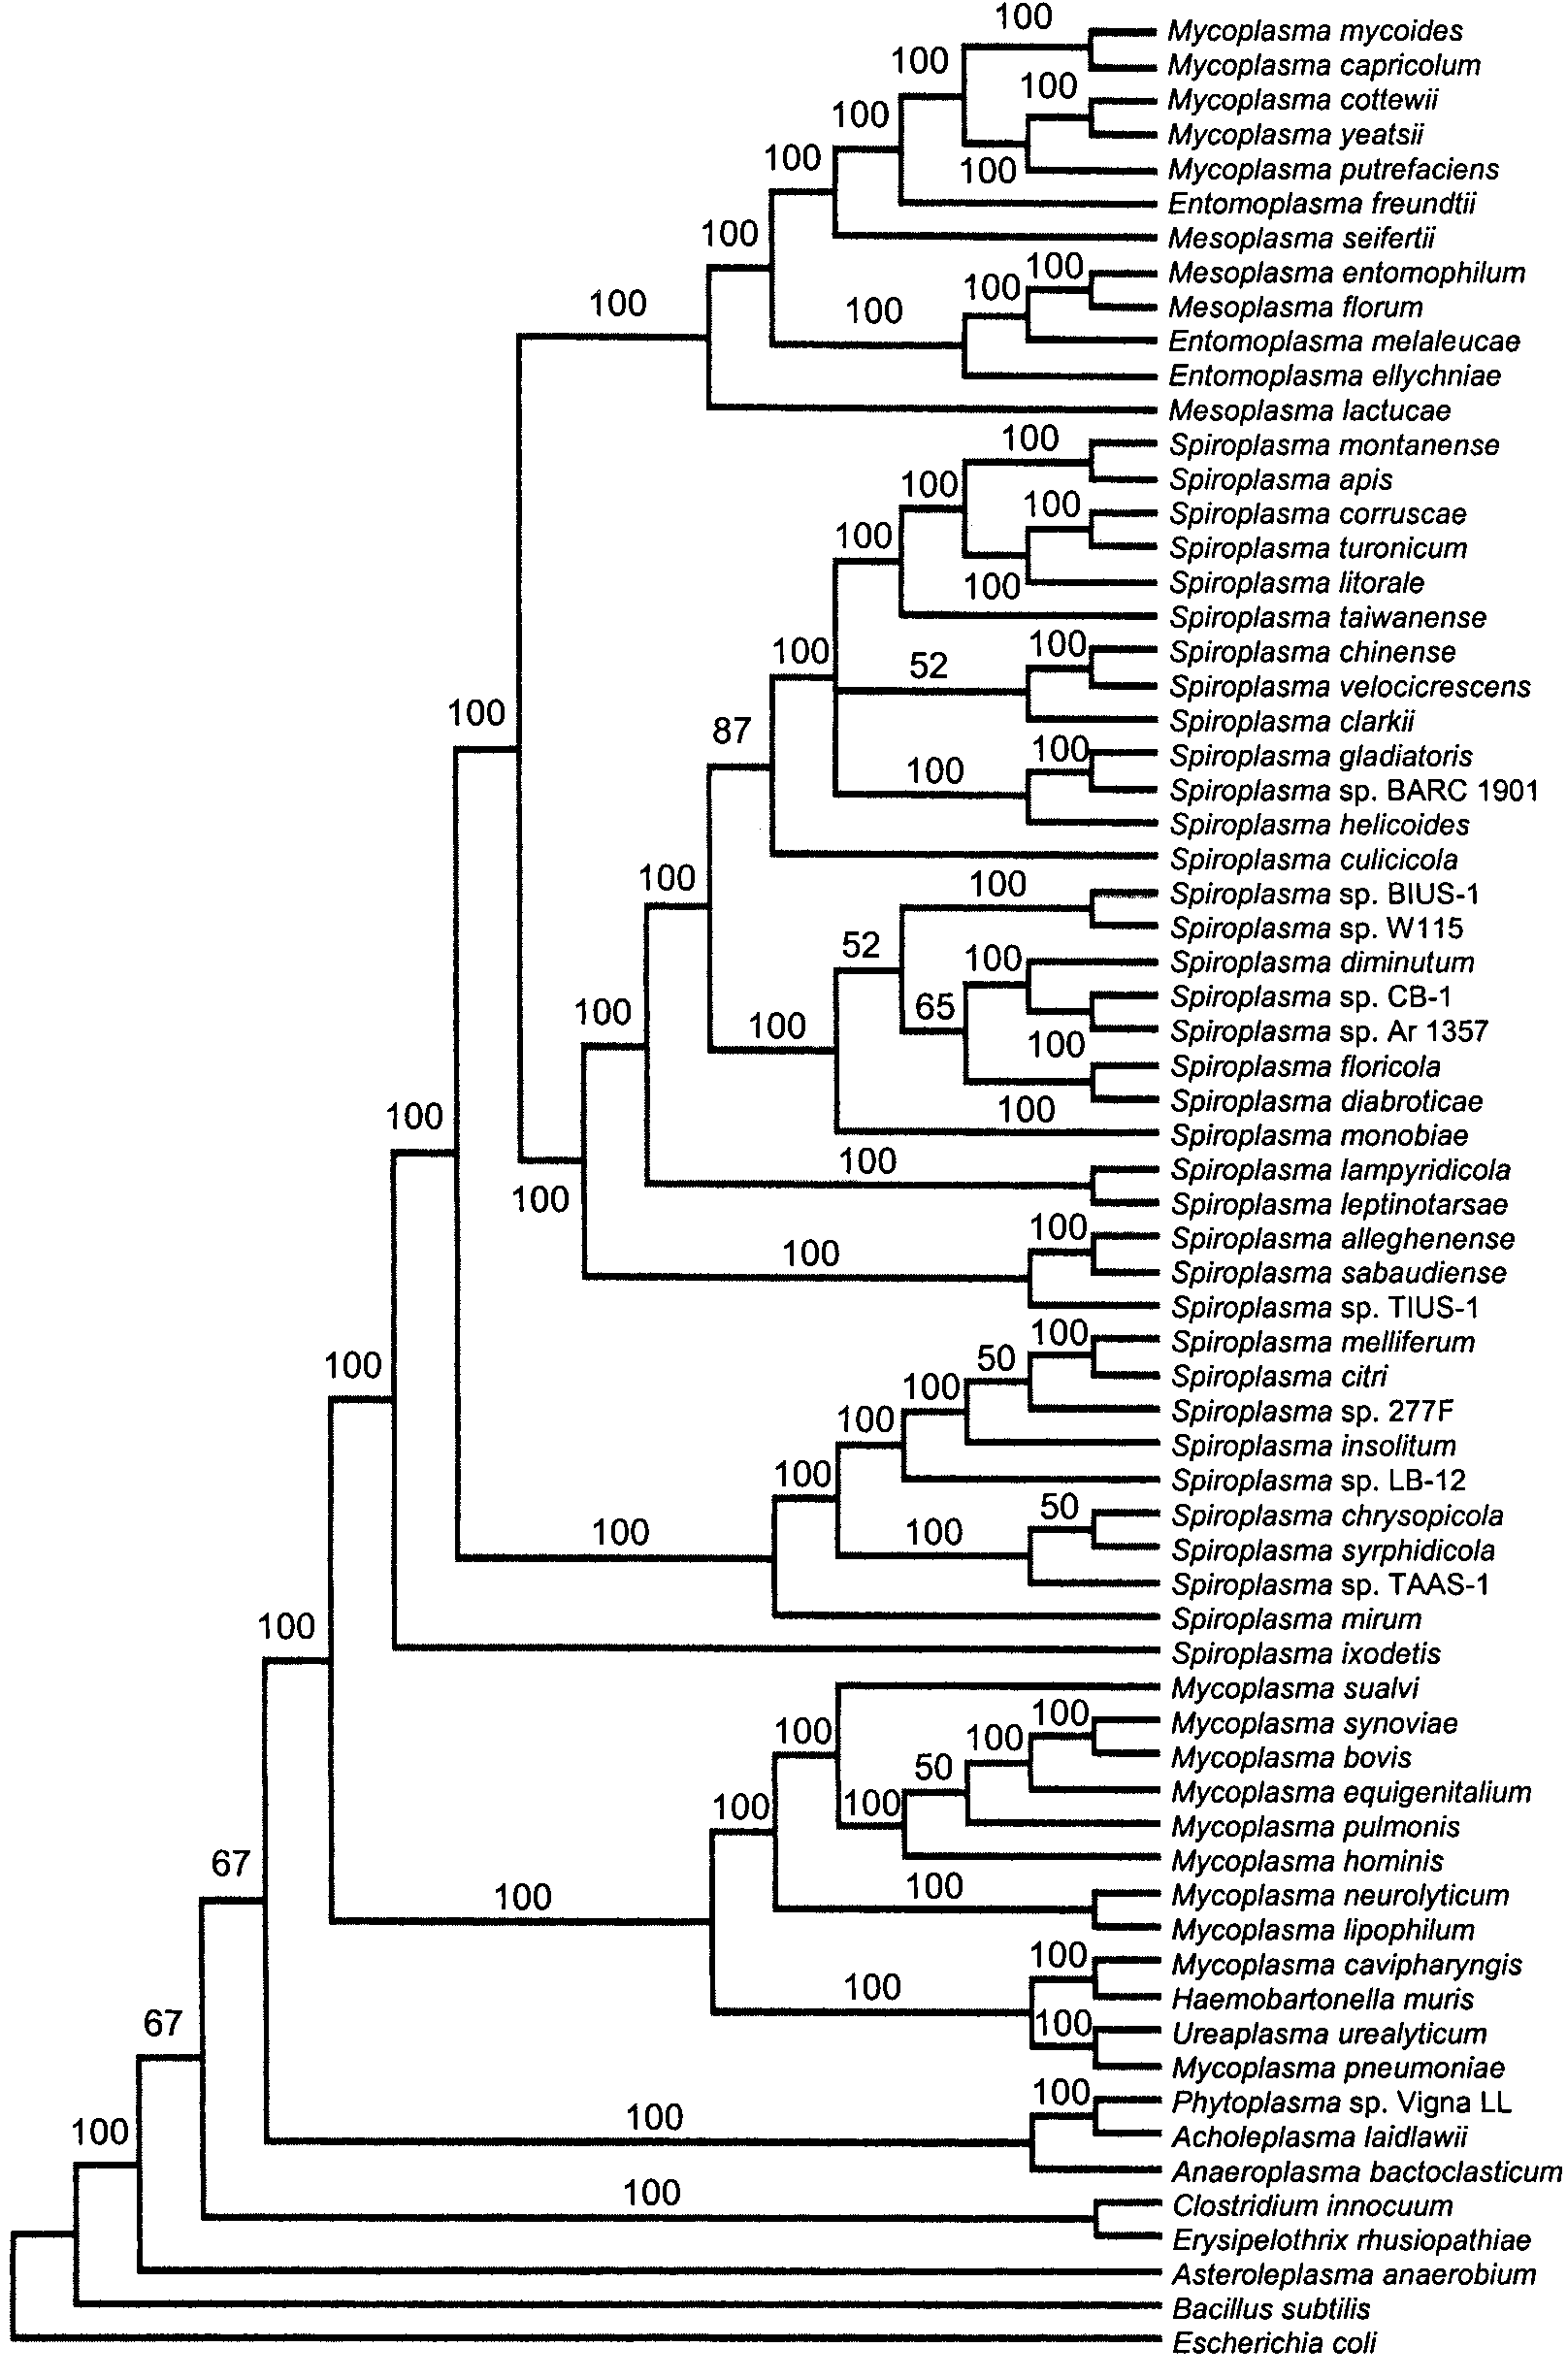 100
Mycoplasma mycoides
Mycoplasma capricolum
100
100
Mycoplasma cottewii
100
Mycoplasma yeatsii
100
100
Mycoplasma putrefaciens
Entomoplasma freundtii
100
Mesoplasma seifertii
100
Mesoplasma entomophilum
100
100
100
Mesoplasma florum
Entomoplasma melaleucae
Entomoplasma ellychniae
Mesoplasma lactucae
100
Spiroplasma montanense
100
Spiroplasma apis
100
Spiroplasma corruscae
100
Spiroplasma turonicum
100
Spiroplasma litorale
Spiroplasma taiwanense
100
100
Spiroplasma chinense
52
Spiroplasma velocicrescens
100
Spiroplasma clarkii
87
100
Spiroplasma gladiatoris
100
Spiroplasma sp. BARC 1901
Spiroplasma helicoides
Spiroplasma culicicola
100
100
Spiroplasma sp. BIUS-1
Spiroplasma sp. W115
52
100
Spiroplasma diminutum
Spiroplasma sp. CB-1
100
100
65
Spiroplasma sp. Ar 1357
100
Spiroplasma floricola
Spiroplasma diabroticae
100
100
Spiroplasma monobiae
100
Spiroplasma lampyridicola
100
Spiroplasma leptinotarsae
100
Spiroplasma alleghenense
100
Spiroplasma sabaudiense
Spiroplasma sp. TIUS-1
100
100
Spiroplasma melliferum
50
Spiroplasma citri
100
Spiroplasma sp. 277F
100
Spiroplasma insolitum
100
Spiroplasma sp. LB-12
50
Spiroplasma chrysopicola
100
100
Spiroplasma syrphidicola
Spiroplasma sp. TAAS-1
100
Spiroplasma mirum
Spiroplasma ixodetis
Mycoplasma sualvi
100
100
Mycoplasma synoviae
100
Mycoplasma bovis
50
Mycoplasma equigenitalium
100
100
Mycoplasma pulmonis
67
Mycoplasma hominis
100
100
Mycoplasma neurolyticum
Mycoplasma lipophilum
100
Mycoplasma cavipharyngis
100
Haemobartonella muris
67
100
Ureaplasma urealyticum
Mycoplasma pneumoniae
100
Phytoplasma sp. Vigna LL
100
100
Acholeplasma laidlawii
Anaeroplasma bactoclasticum
100
Clostridium innocuum
Erysipelothrix rhusiopathiae
Asteroleplasma anaerobium
Bacillus subtilis
Escherichia coli